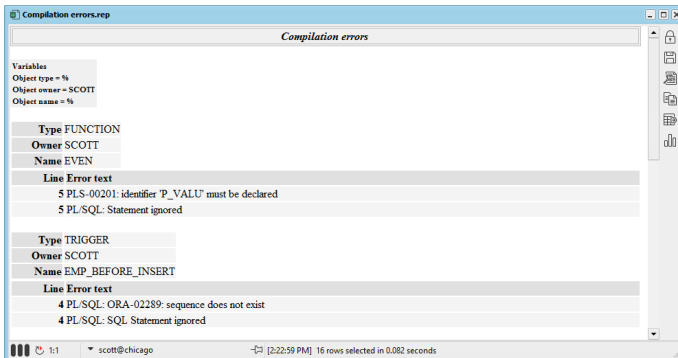 Compilation errors.rep
Compilation errors
Variables
Object type = %
Object owner = SCOTT
Object name = %
Type FUNCTION
Owner SCOTT
Name EVEN
Line Error text
5 PLS-00201: identifier 'P_VALU' must be declared
5 PL/SQL: Statement ignored
Type TRIGGER
Owner SCOTT
Name EMP_BEFORE_INSERT
Line Error text
4 PL/SQL: ORA-02289: sequence does not exist
4 PL/SQL: SQL Statement ignored
1:1 scott@chicago [2:22:59 PM] 16 rows selected in 0.082 seconds